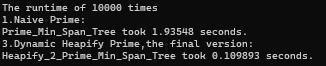 The runtime of 10000 times
1.Naive Prime:
Prime_Min_Span_Tree took 1.93548 seconds.
3.Dynamic Heapify Prime,the final version:
Heapify_2_Prime_Min_Span_Tree took 0.109893 seconds.